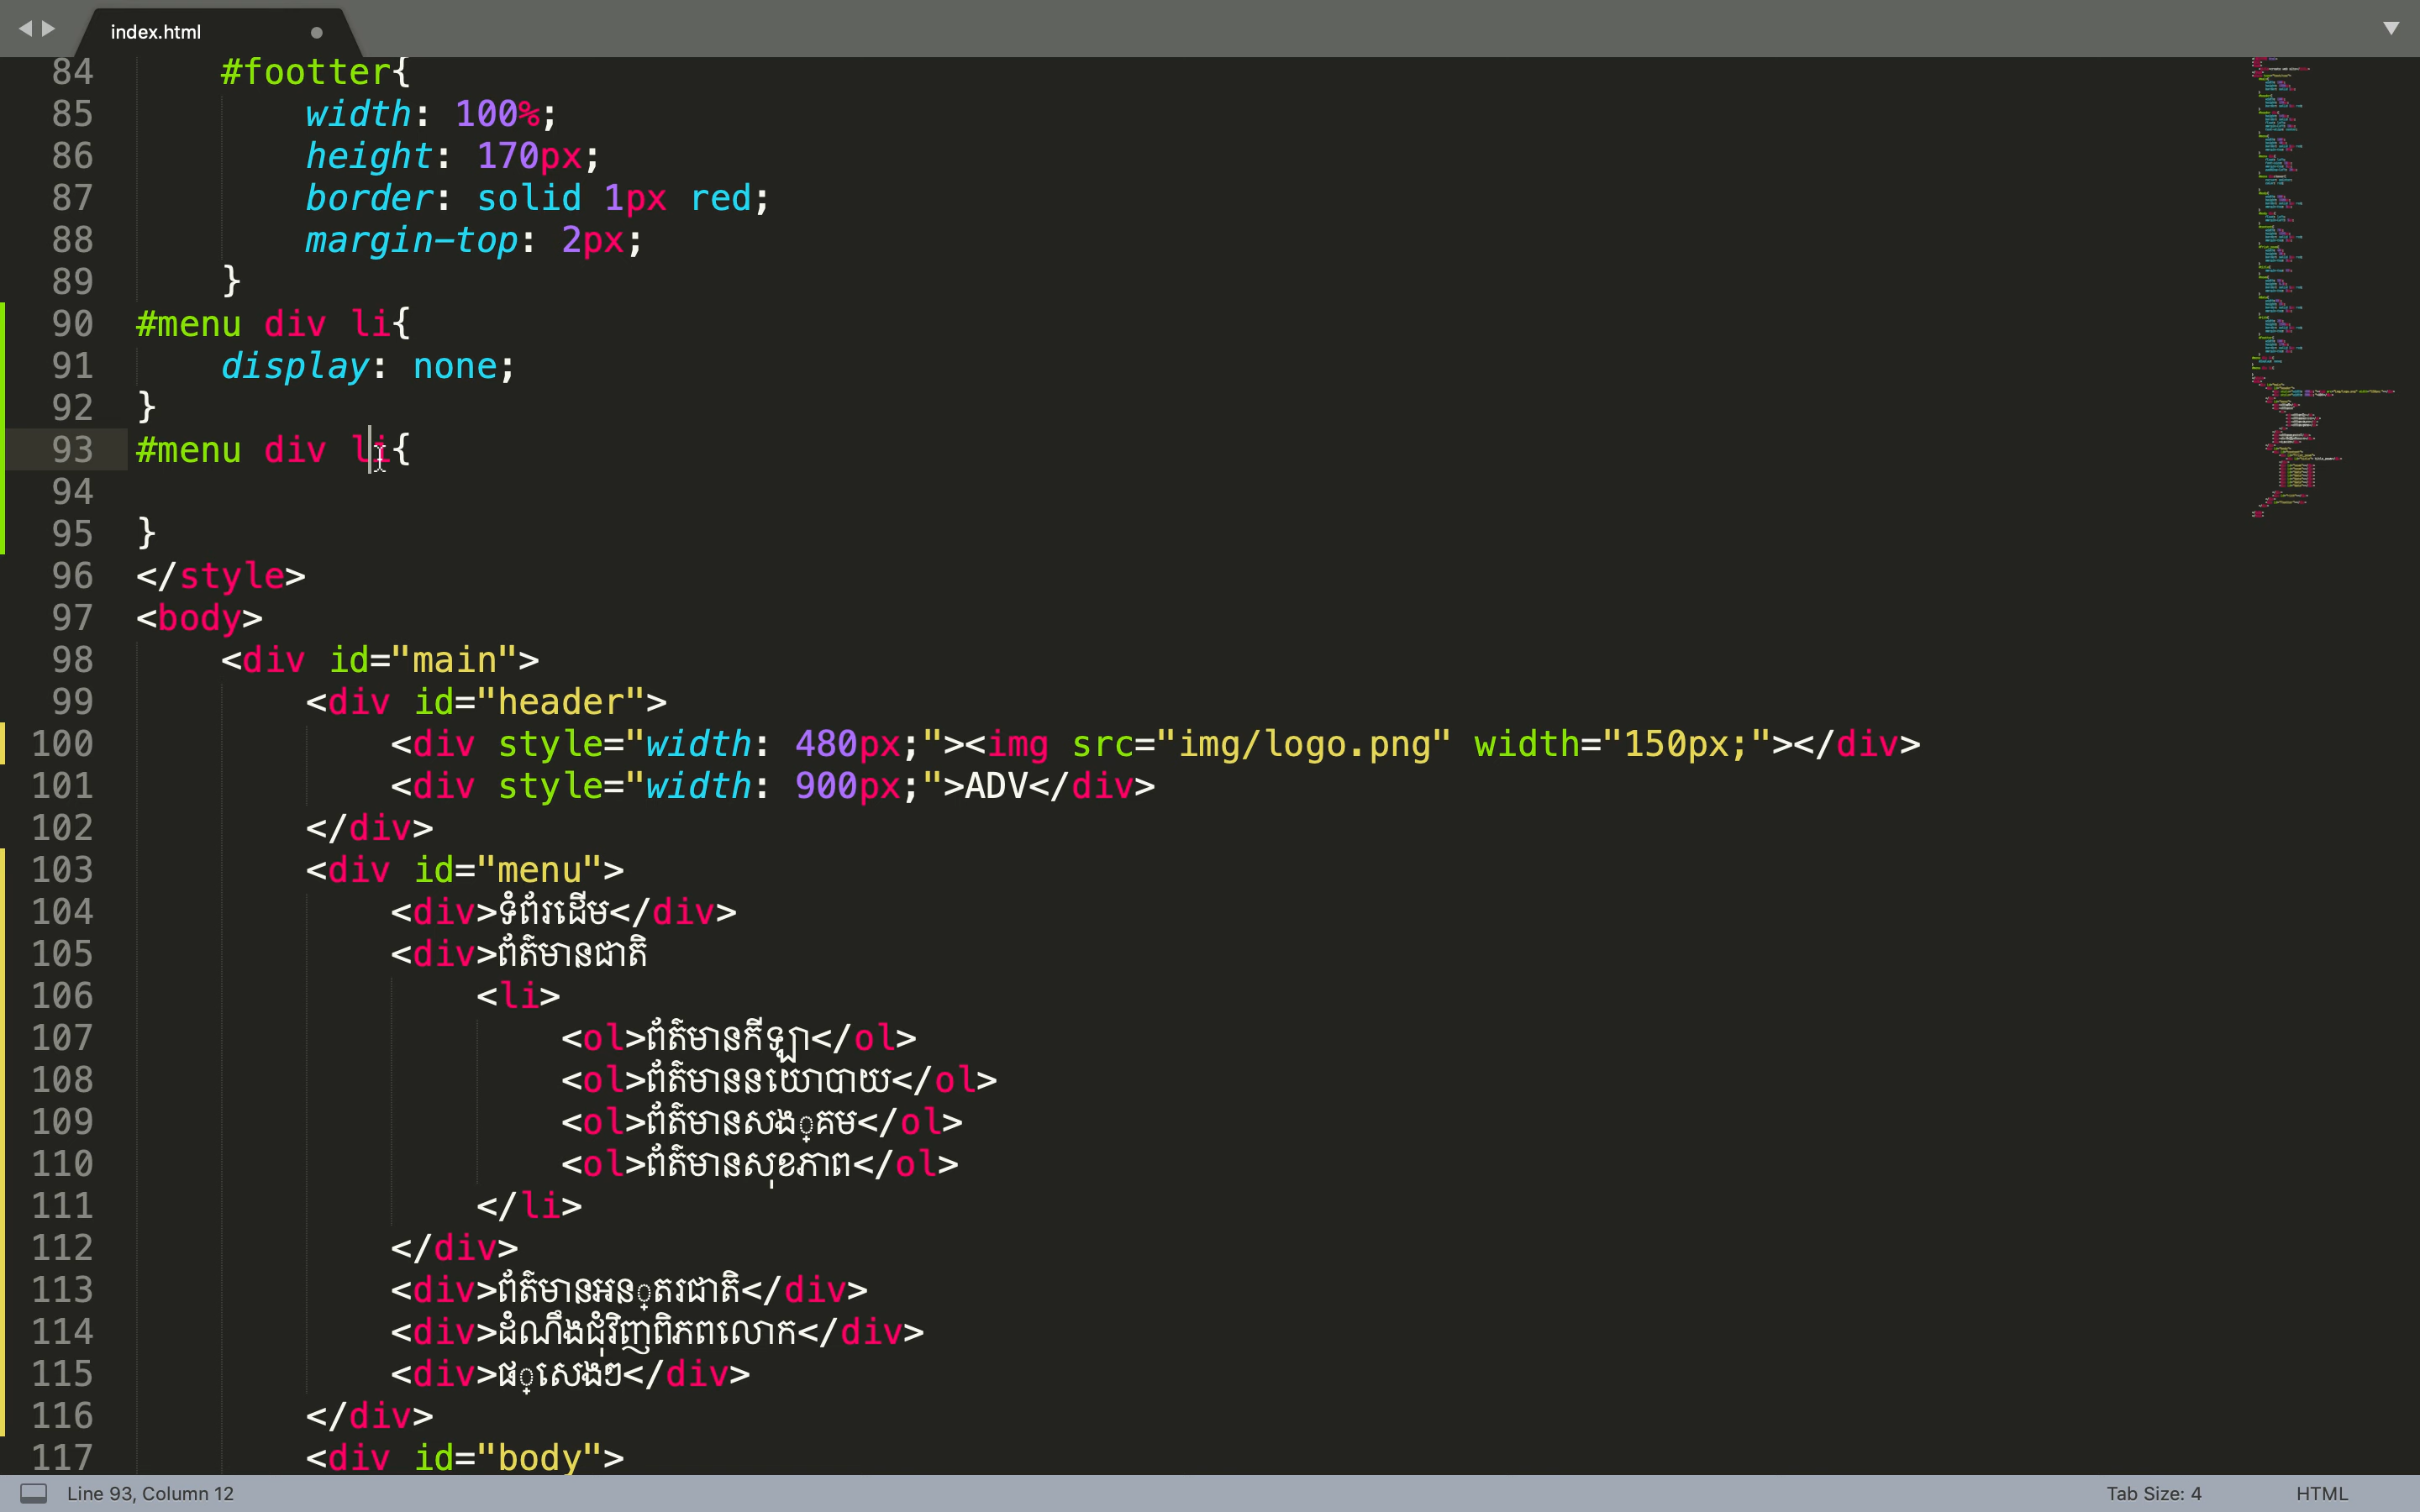 index.html
84 #footter{
85 width: 100%;
86 height: 170px;
87 border: solid 1px red;
88 margin-top: 2px;
89 }
90 #menu div li{
91 display: none;
92 }
93 #menu div li{
94
95 }
96 </style>
97 <body>
98 <div id="main">
99 <div id="header">
100 <div style="width: 480px;"><img src="img/logo.png" width="150px;"></div>
101 <div style="width: 900px;">ADV</div>
102 </div>
103 <div id="menu">
104 <div>ទំព័រដើម</div>
105 <div>ព័ត៌មានជាតិ
106 <li>
107 <ol>ព័ត៌មានកីឡា</ol>
108 <ol>ព័ត៌មាននយោបាយ</ol>
109 <ol>ព័ត៌មានសង្គម</ol>
110 <ol>ព័ត៌មានសុខភាព</ol>
111 </li>
112 </div>
113 <div>ព័ត៌មានអន្តរជាតិ</div>
114 <div>ដំណឹងជុំវិញពិភពលោក</div>
115 <div>ផ្សេងៗ</div>
116 </div>
117 <div id="body">
Line 93, Column 12
Tab Size: 4
HTML